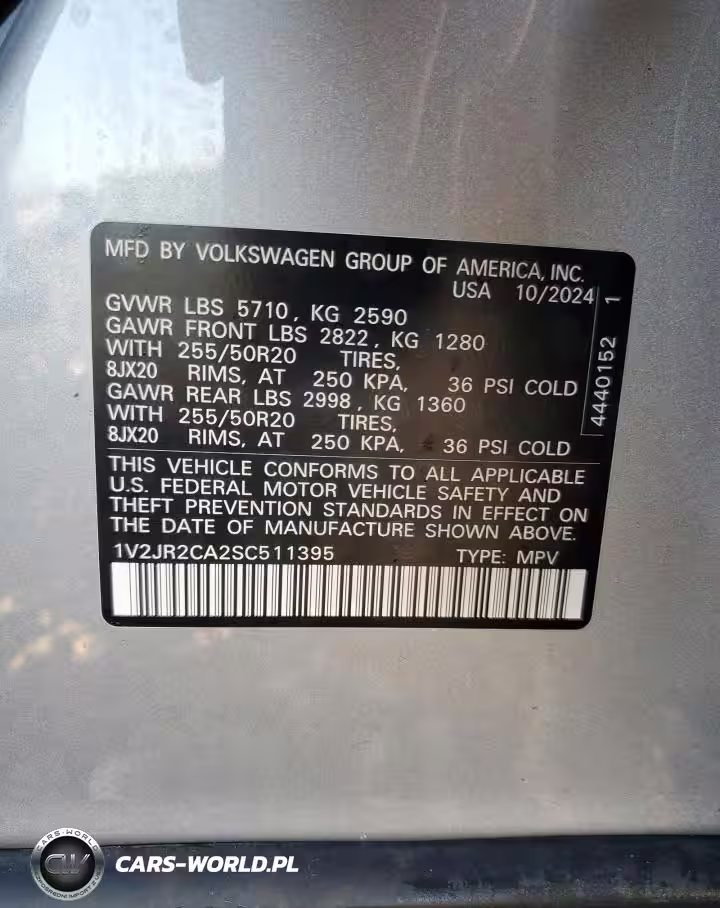 MFD BY VOLKSWAGEN GROUP OF AMERICA, INC.
USA 10/2024
GVWR LBS 5710, KG 2590
GAWR FRONT LBS 2822, KG 1280
WITH 255/50R20 TIRES,
8JX20 RIMS, AT 250 KPA, 36 PSI COLD
GAWR REAR LBS 2998, KG 1360
WITH 255/50R20 TIRES,
8JX20 RIMS, AT 250 KPA, 36 PSI COLD
4440152 1
THIS VEHICLE CONFORMS TO ALL APPLICABLE
U.S. FEDERAL MOTOR VEHICLE SAFETY AND
THEFT PREVENTION STANDARDS IN EFFECT ON
THE DATE OF MANUFACTURE SHOWN ABOVE.
1V2JR2CA2SC511395 TYPE: MPV
CARS-WORLD
CW
CARS-WORLD.PL